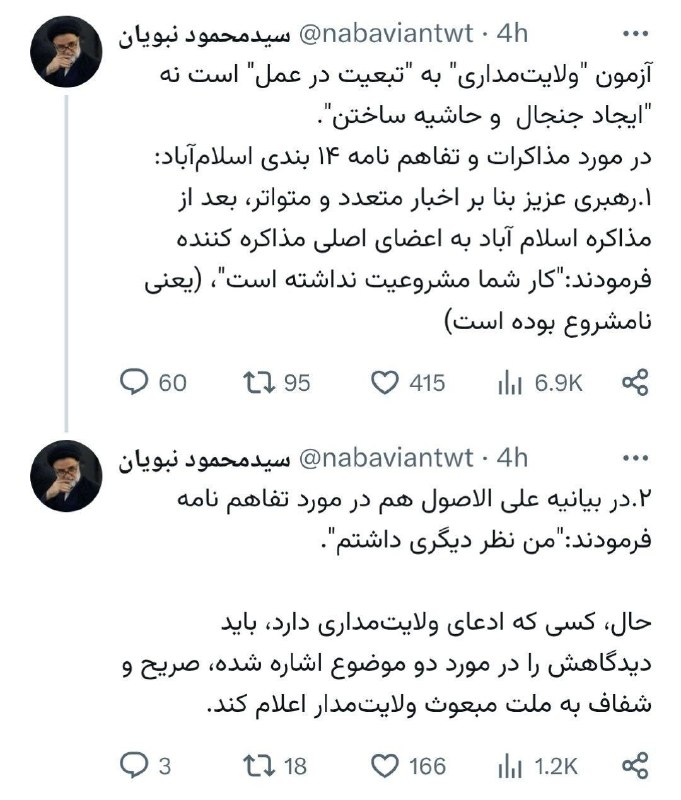 سیدمحمود نبویان @nabaviantwt · 4h
آزمون "ولایت‌مداری" به "تبعیت در عمل" است نه
"ایجاد جنجال و حاشیه ساختن".
در مورد مذاکرات و تفاهم نامه ۱۴ بندی اسلام‌آباد:
۱.رهبری عزیز بنا بر اخبار متعدد و متواتر، بعد از
مذاکره اسلام آباد به اعضای اصلی مذاکره کننده
فرمودند:"کار شما مشروعیت نداشته است"، (یعنی
نامشروع بوده است)
60 95 415 6.9K
سیدمحمود نبویان @nabaviantwt · 4h
۲.در بیانیه علی الاصول هم در مورد تفاهم نامه
فرمودند:"من نظر دیگری داشتم".
حال، کسی که ادعای ولایت‌مداری دارد، باید
دیدگاهش را در مورد دو موضوع اشاره شده، صریح و
شفاف به ملت مبعوث ولایت‌مدار اعلام کند.
3 18 166 1.2K